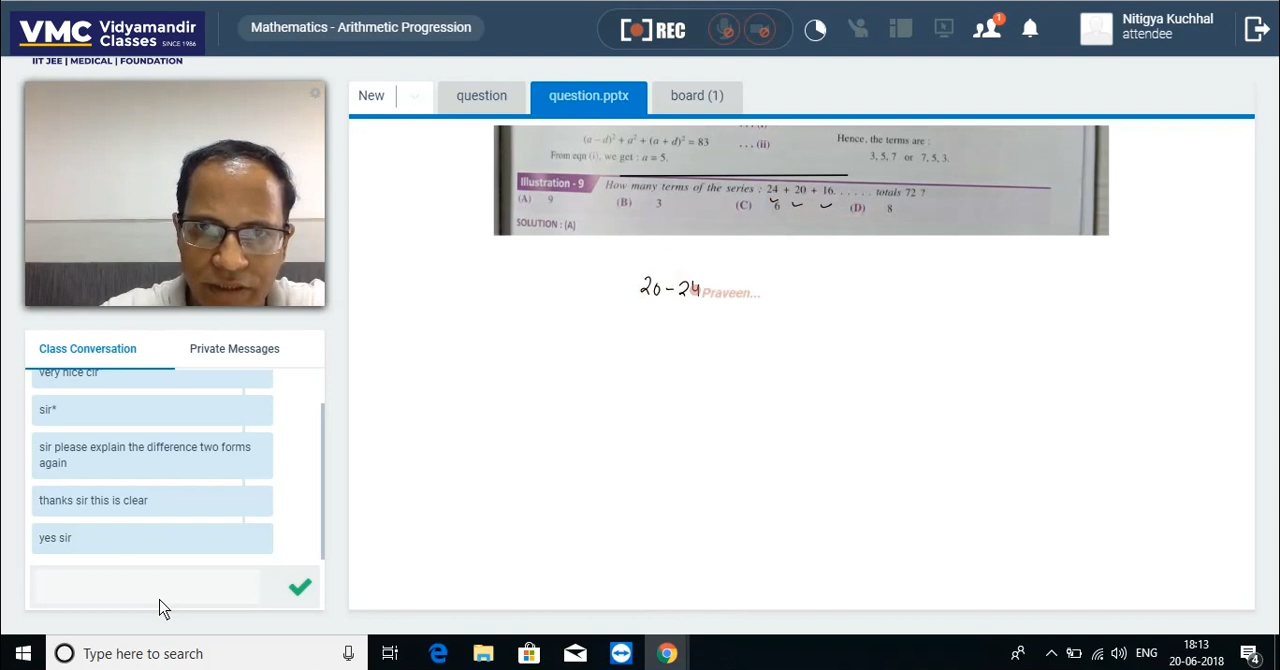 VMC Vidyamandir Classes SINCE 1986
IIT JEE | MEDICAL | FOUNDATION
Mathematics - Arithmetic Progression
REC
1
Nitigya Kuchhal
attendee
New
question
question.pptx
board (1)
(a − d)² + a² + (a + d)² = 83 . . . (ii)
From eqn (i), we get : a = 5.
Hence, the terms are :
3, 5, 7 or 7, 5, 3.
Illustration - 9 How many terms of the series : 24 + 20 + 16. . . . . . totals 72 ?
(A) 9 (B) 3 (C) 6 (D) 8
SOLUTION : (A)
20 - 24
Praveen...
Class Conversation
Private Messages
very nice cir
sir*
sir please explain the difference two forms
again
thanks sir this is clear
yes sir
Type here to search
ENG
18:13
20-06-2018
4